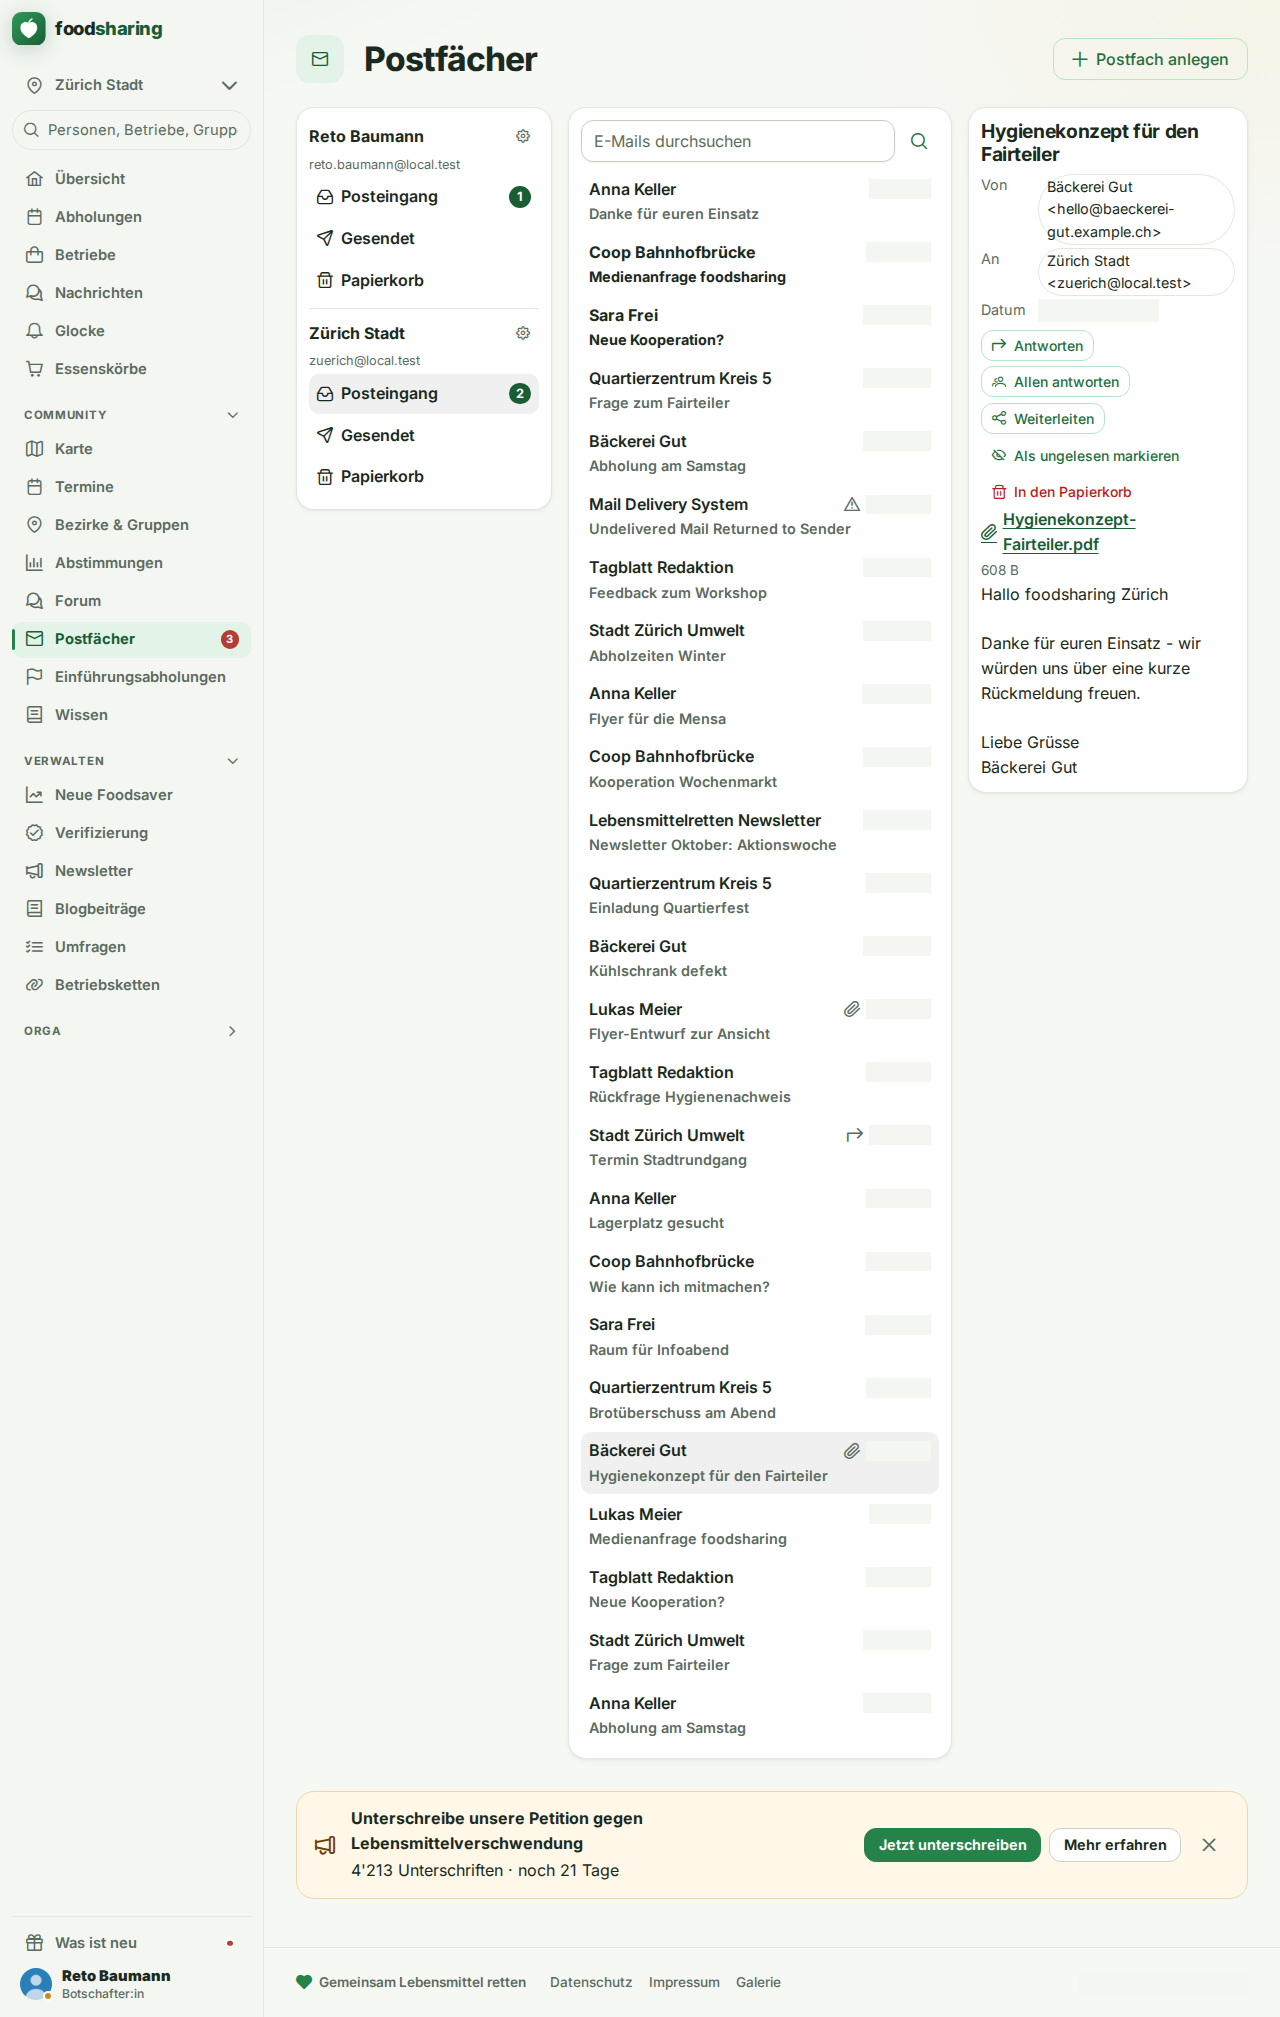 foodsharing
Zürich Stadt
Personen, Betriebe, Grupp
Übersicht
Abholungen
Betriebe
Nachrichten
Glocke
Essenskörbe
COMMUNITY
Karte
Termine
Bezirke & Gruppen
Abstimmungen
Forum
Postfächer 3
Einführungsabholungen
Wissen
VERWALTEN
Neue Foodsaver
Verifizierung
Newsletter
Blogbeiträge
Umfragen
Betriebsketten
ORGA
Was ist neu
Reto Baumann
Botschafter:in
Postfächer
Postfach anlegen
Reto Baumann
reto.baumann@local.test
Posteingang 1
Gesendet
Papierkorb
Zürich Stadt
zuerich@local.test
Posteingang 2
Gesendet
Papierkorb
E-Mails durchsuchen
Anna Keller
Danke für euren Einsatz
Coop Bahnhofbrücke
Medienanfrage foodsharing
Sara Frei
Neue Kooperation?
Quartierzentrum Kreis 5
Frage zum Fairteiler
Bäckerei Gut
Abholung am Samstag
Mail Delivery System
Undelivered Mail Returned to Sender
Tagblatt Redaktion
Feedback zum Workshop
Stadt Zürich Umwelt
Abholzeiten Winter
Anna Keller
Flyer für die Mensa
Coop Bahnhofbrücke
Kooperation Wochenmarkt
Lebensmittelretten Newsletter
Newsletter Oktober: Aktionswoche
Quartierzentrum Kreis 5
Einladung Quartierfest
Bäckerei Gut
Kühlschrank defekt
Lukas Meier
Flyer-Entwurf zur Ansicht
Tagblatt Redaktion
Rückfrage Hygienenachweis
Stadt Zürich Umwelt
Termin Stadtrundgang
Anna Keller
Lagerplatz gesucht
Coop Bahnhofbrücke
Wie kann ich mitmachen?
Sara Frei
Raum für Infoabend
Quartierzentrum Kreis 5
Brotüberschuss am Abend
Bäckerei Gut
Hygienekonzept für den Fairteiler
Lukas Meier
Medienanfrage foodsharing
Tagblatt Redaktion
Neue Kooperation?
Stadt Zürich Umwelt
Frage zum Fairteiler
Anna Keller
Abholung am Samstag
Hygienekonzept für den
Fairteiler
Von Bäckerei Gut
<hello@baeckerei-
gut.example.ch>
An Zürich Stadt
<zuerich@local.test>
Datum
Antworten
Allen antworten
Weiterleiten
Als ungelesen markieren
In den Papierkorb
Hygienekonzept-
Fairteiler.pdf
608 B
Hallo foodsharing Zürich
Danke für euren Einsatz - wir
würden uns über eine kurze
Rückmeldung freuen.
Liebe Grüsse
Bäckerei Gut
Unterschreibe unsere Petition gegen
Lebensmittelverschwendung
4'213 Unterschriften · noch 21 Tage
Jetzt unterschreiben
Mehr erfahren
Gemeinsam Lebensmittel retten Datenschutz Impressum Galerie